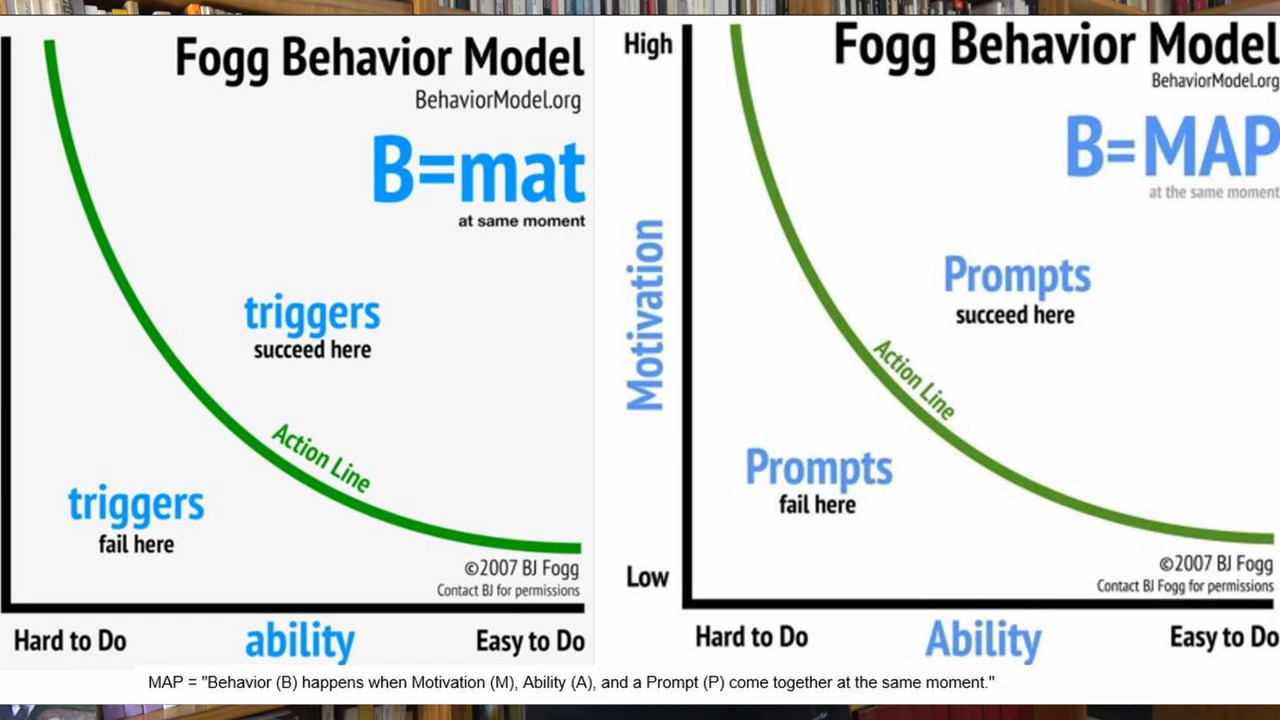 Fogg Behavior Model
BehaviorModel.org
B=mat
at same moment
triggers
succeed here
Action Line
triggers
fail here
©2007 BJ Fogg
Contact BJ for permissions
Hard to Do
ability
Easy to Do
High
Fogg Behavior Model
BehaviorModel.org
B=MAP
at the same moment
Motivation
Prompts
succeed here
Action Line
Prompts
fail here
Low
©2007 BJ Fogg
Contact BJ Fogg for permissions
Hard to Do
Ability
Easy to Do
MAP = "Behavior (B) happens when Motivation (M), Ability (A), and a Prompt (P) come together at the same moment."